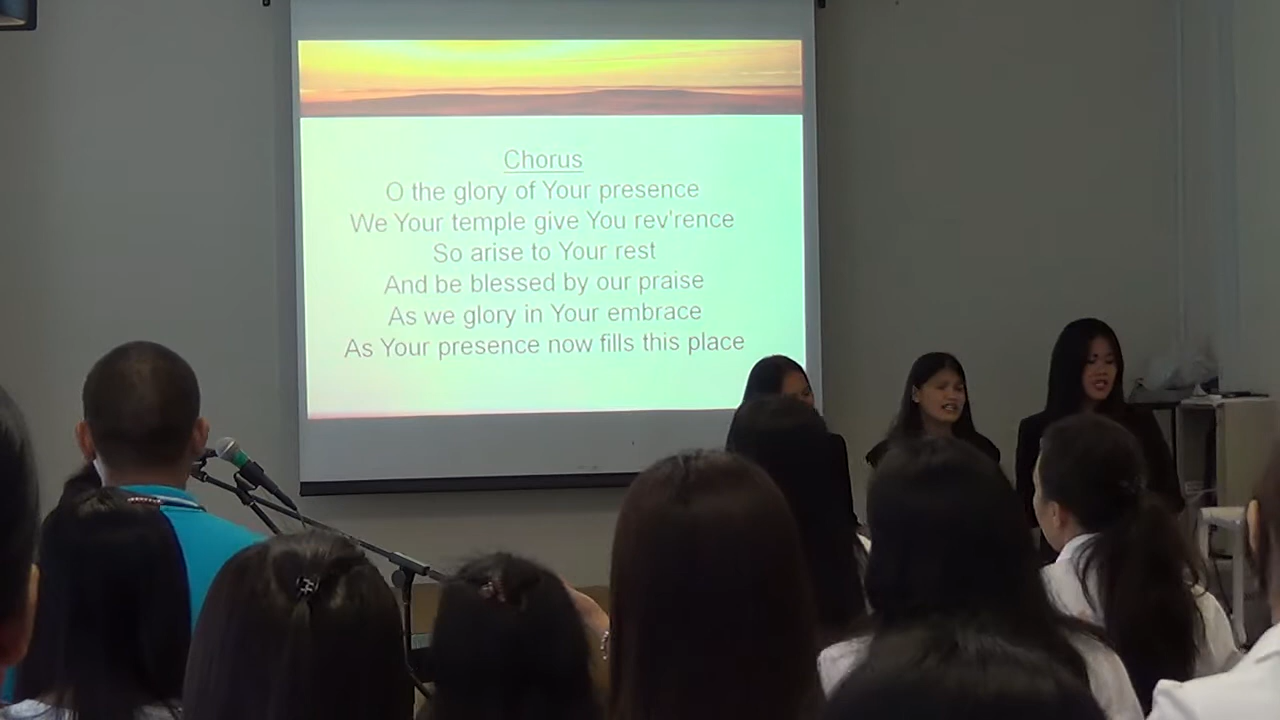 Chorus
O the glory of Your presence
We Your temple give You rev'rence
So arise to Your rest
And be blessed by our praise
As we glory in Your embrace
As Your presence now fills this place